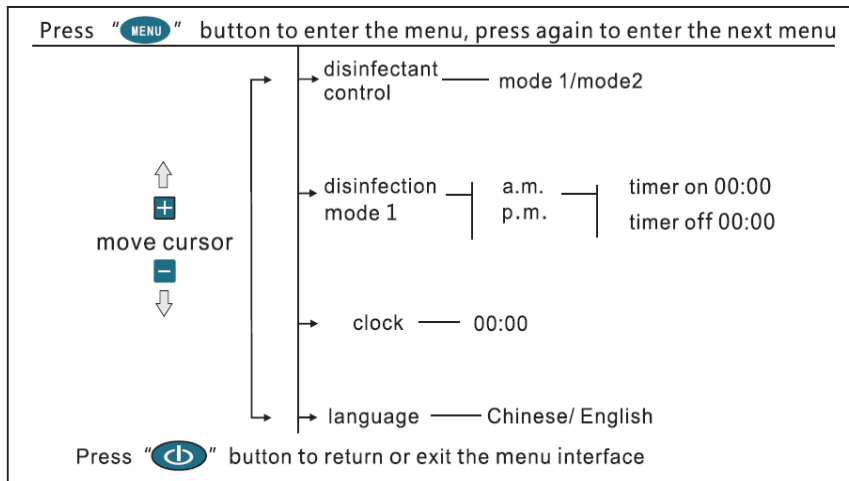 Press “MENU” button to enter the menu, press again to enter the next menu
disinfectant
control
mode 1/mode2
disinfection
mode 1
a.m.
p.m.
timer on 00:00
timer off 00:00
+
move cursor
−
clock
00:00
language
Chinese/ English
Press “” button to return or exit the menu interface